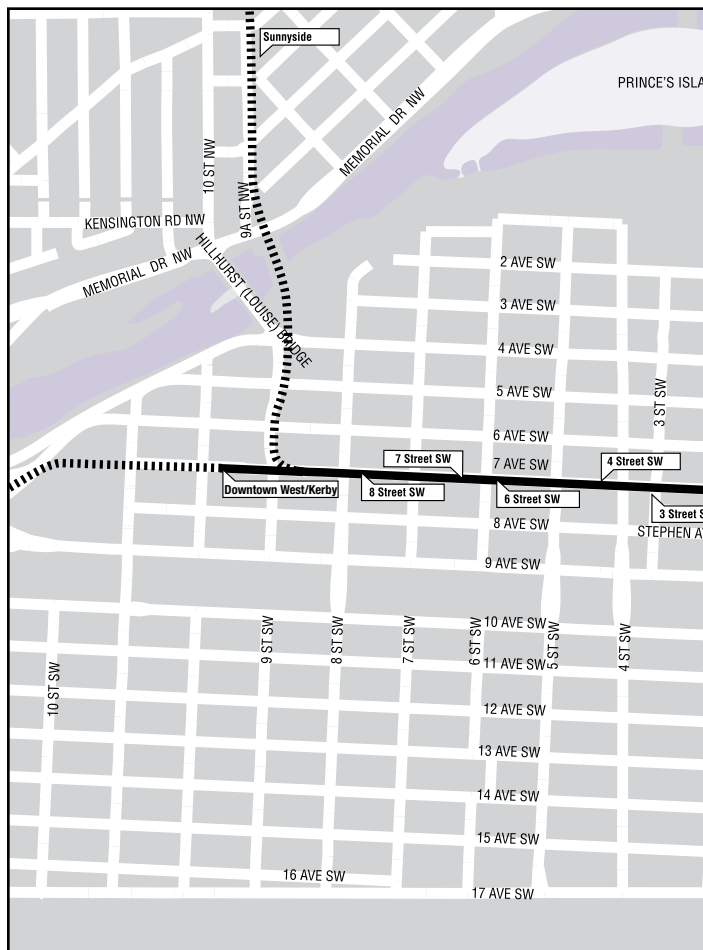 Sunnyside
PRINCE'S ISLA
MEMORIAL DR NW
10 ST NW
9A ST NW
KENSINGTON RD NW
MEMORIAL DR NW
HILLHURST (LOUISE) BRIDGE
2 AVE SW
3 AVE SW
4 AVE SW
5 AVE SW
3 ST SW
6 AVE SW
7 Street SW
7 AVE SW
4 Street SW
Downtown West/Kerby
8 Street SW
6 Street SW
3 Street S
8 AVE SW
STEPHEN AV
9 AVE SW
10 AVE SW
9 ST SW
8 ST SW
7 ST SW
6 ST SW
5 ST SW
4 ST SW
11 AVE SW
10 ST SW
12 AVE SW
13 AVE SW
14 AVE SW
15 AVE SW
16 AVE SW
17 AVE SW